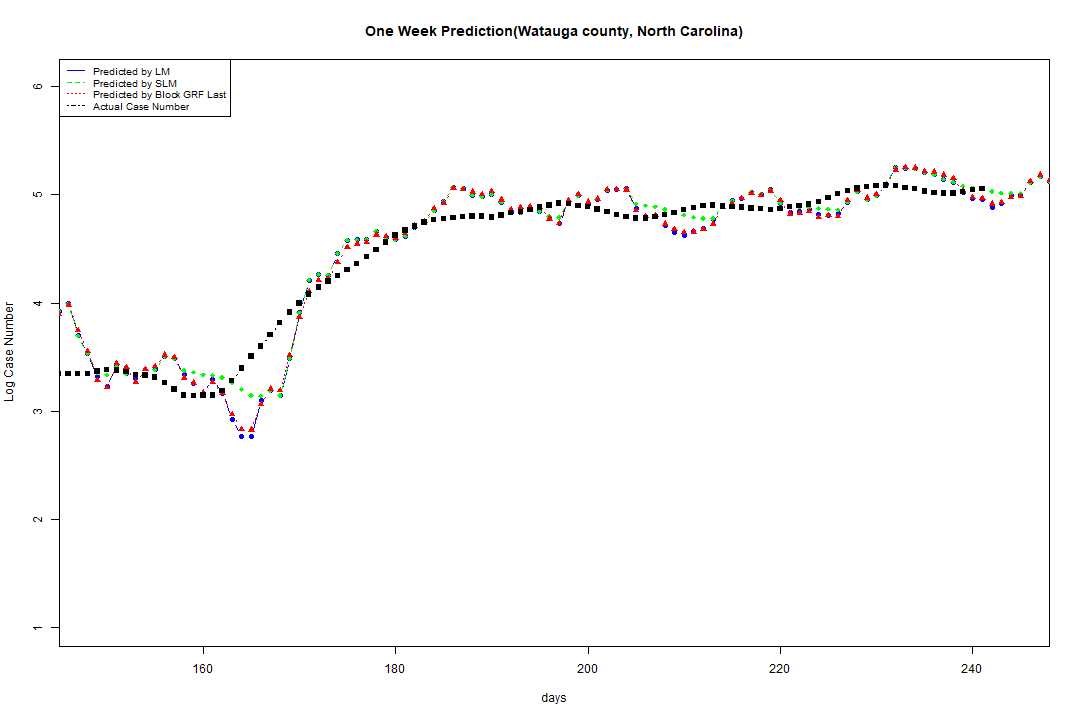 One Week Prediction(Watauga county, North Carolina)
Predicted by LM
Predicted by SLM
Predicted by Block GRF Last
Actual Case Number
6
5
4
3
2
1
Log Case Number
160 180 200 220 240
days